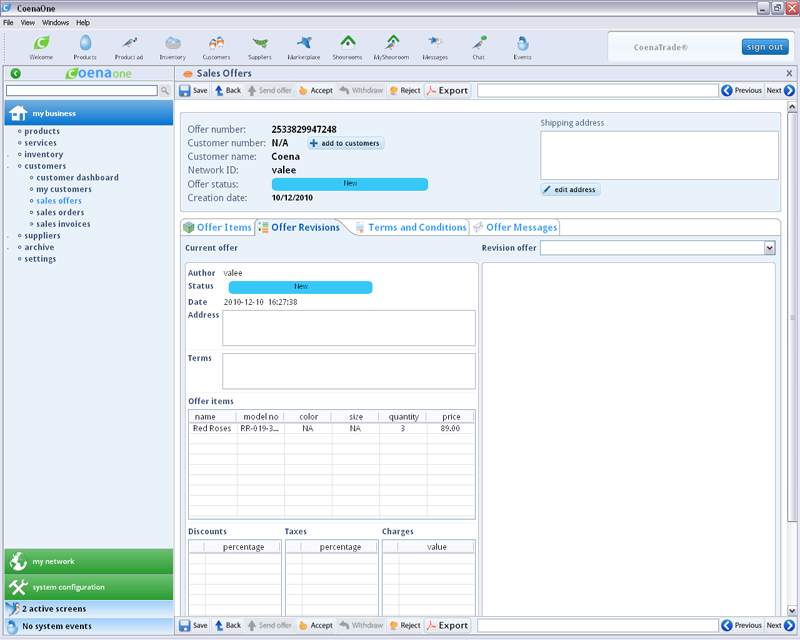 CoenaOne
File View Windows Help
Welcome Products Product ad Inventory Customers Suppliers Marketplace Showrooms MyShowroom Messages Chat Events
CoenaTrade®
sign out
Coenaone
Sales Offers
Save Back Send offer Accept Withdraw Reject Export Previous Next
my business
products
services
inventory
customers
customer dashboard
my customers
sales offers
sales orders
sales invoices
suppliers
archive
settings
my network
system configuration
2 active screens
No system events
Offer number: 2533829947248
Customer number: N/A add to customers
Customer name: Coena
Network ID: valee
Offer status: New
Creation date: 10/12/2010
Shipping address
edit address
Offer Items Offer Revisions Terms and Conditions Offer Messages
Current offer
Revision offer
Author valee
Status New
Date 2010-12-10 16:27:38
Address
Terms
Offer items
name model no color size quantity price
Red Roses RR-019-3... NA NA 3 89.00
Discounts Taxes Charges
percentage percentage value
Save Back Send offer Accept Withdraw Reject Export Previous Next